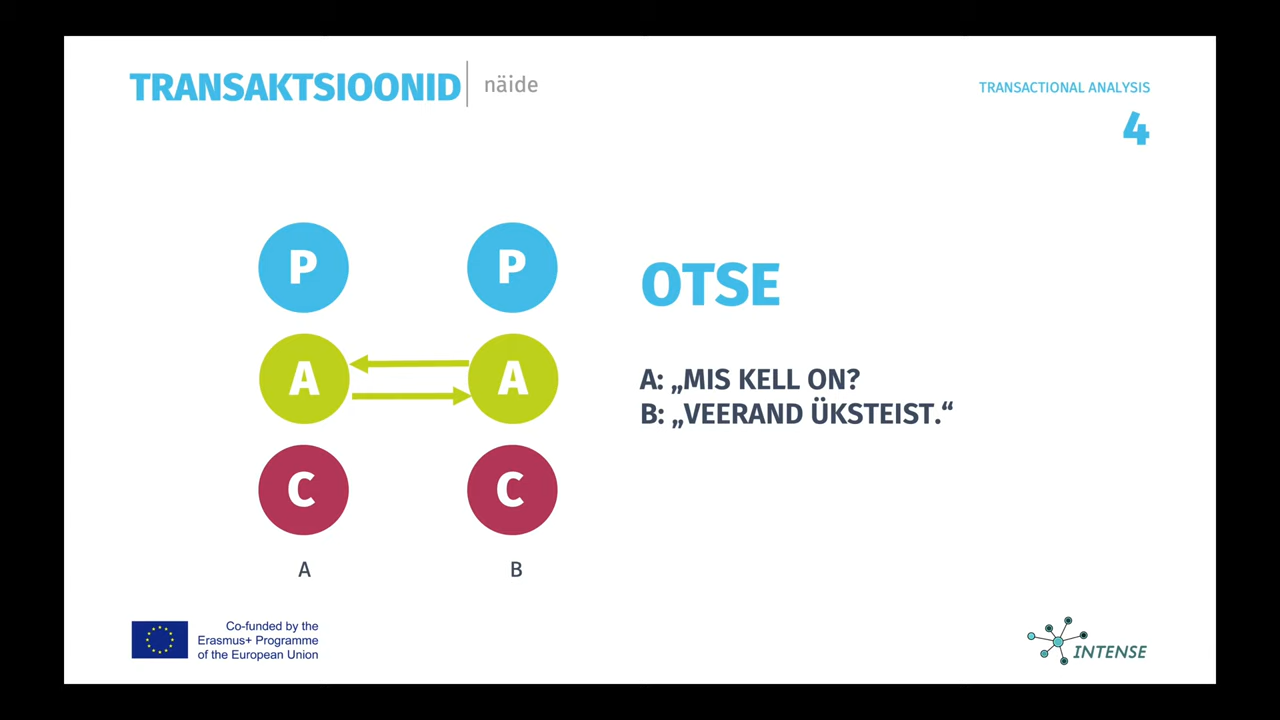 TRANSAKTSIOONID näide
TRANSACTIONAL ANALYSIS
4
P P
A A
C C
A B
OTSE
A: „MIS KELL ON?
B: „VEERAND ÜKSTEIST.“
Co-funded by the
Erasmus+ Programme
of the European Union
INTENSE